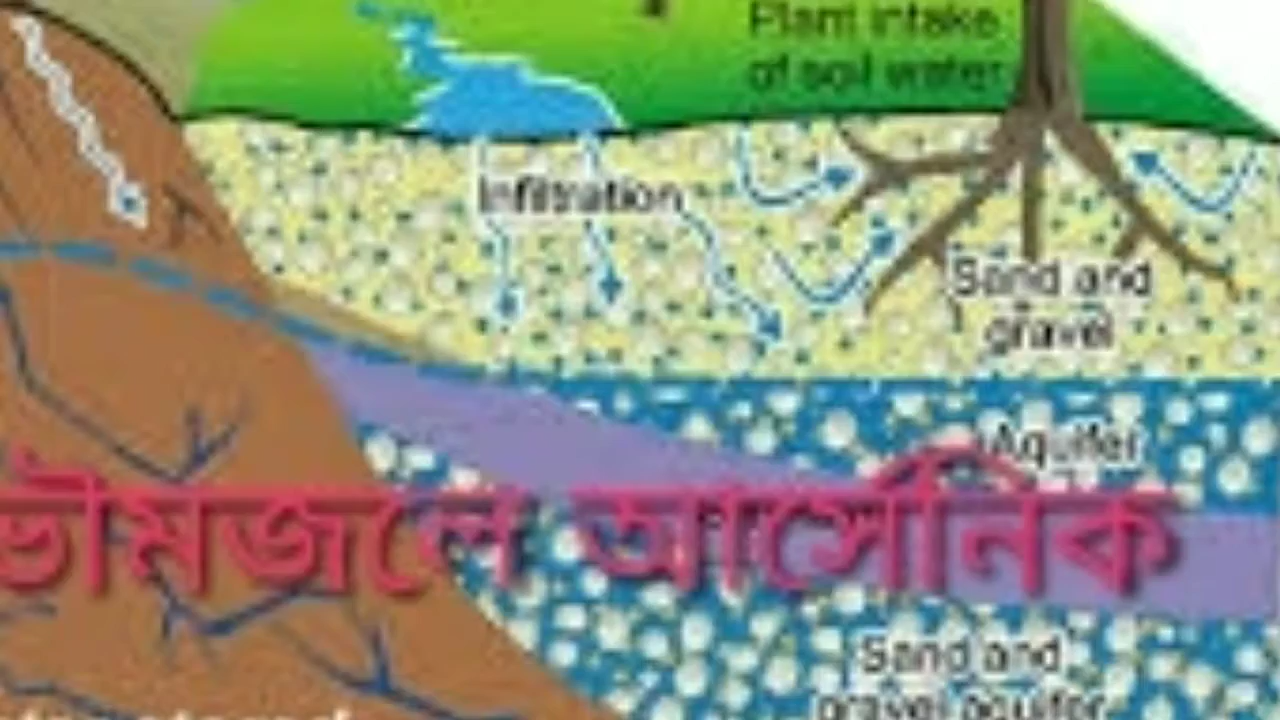 Plant intake
of soil water
Infiltration
Sand and
gravel
Aquifer
ভৌমজলে আর্সেনিক
Sand and
gravel aquifer